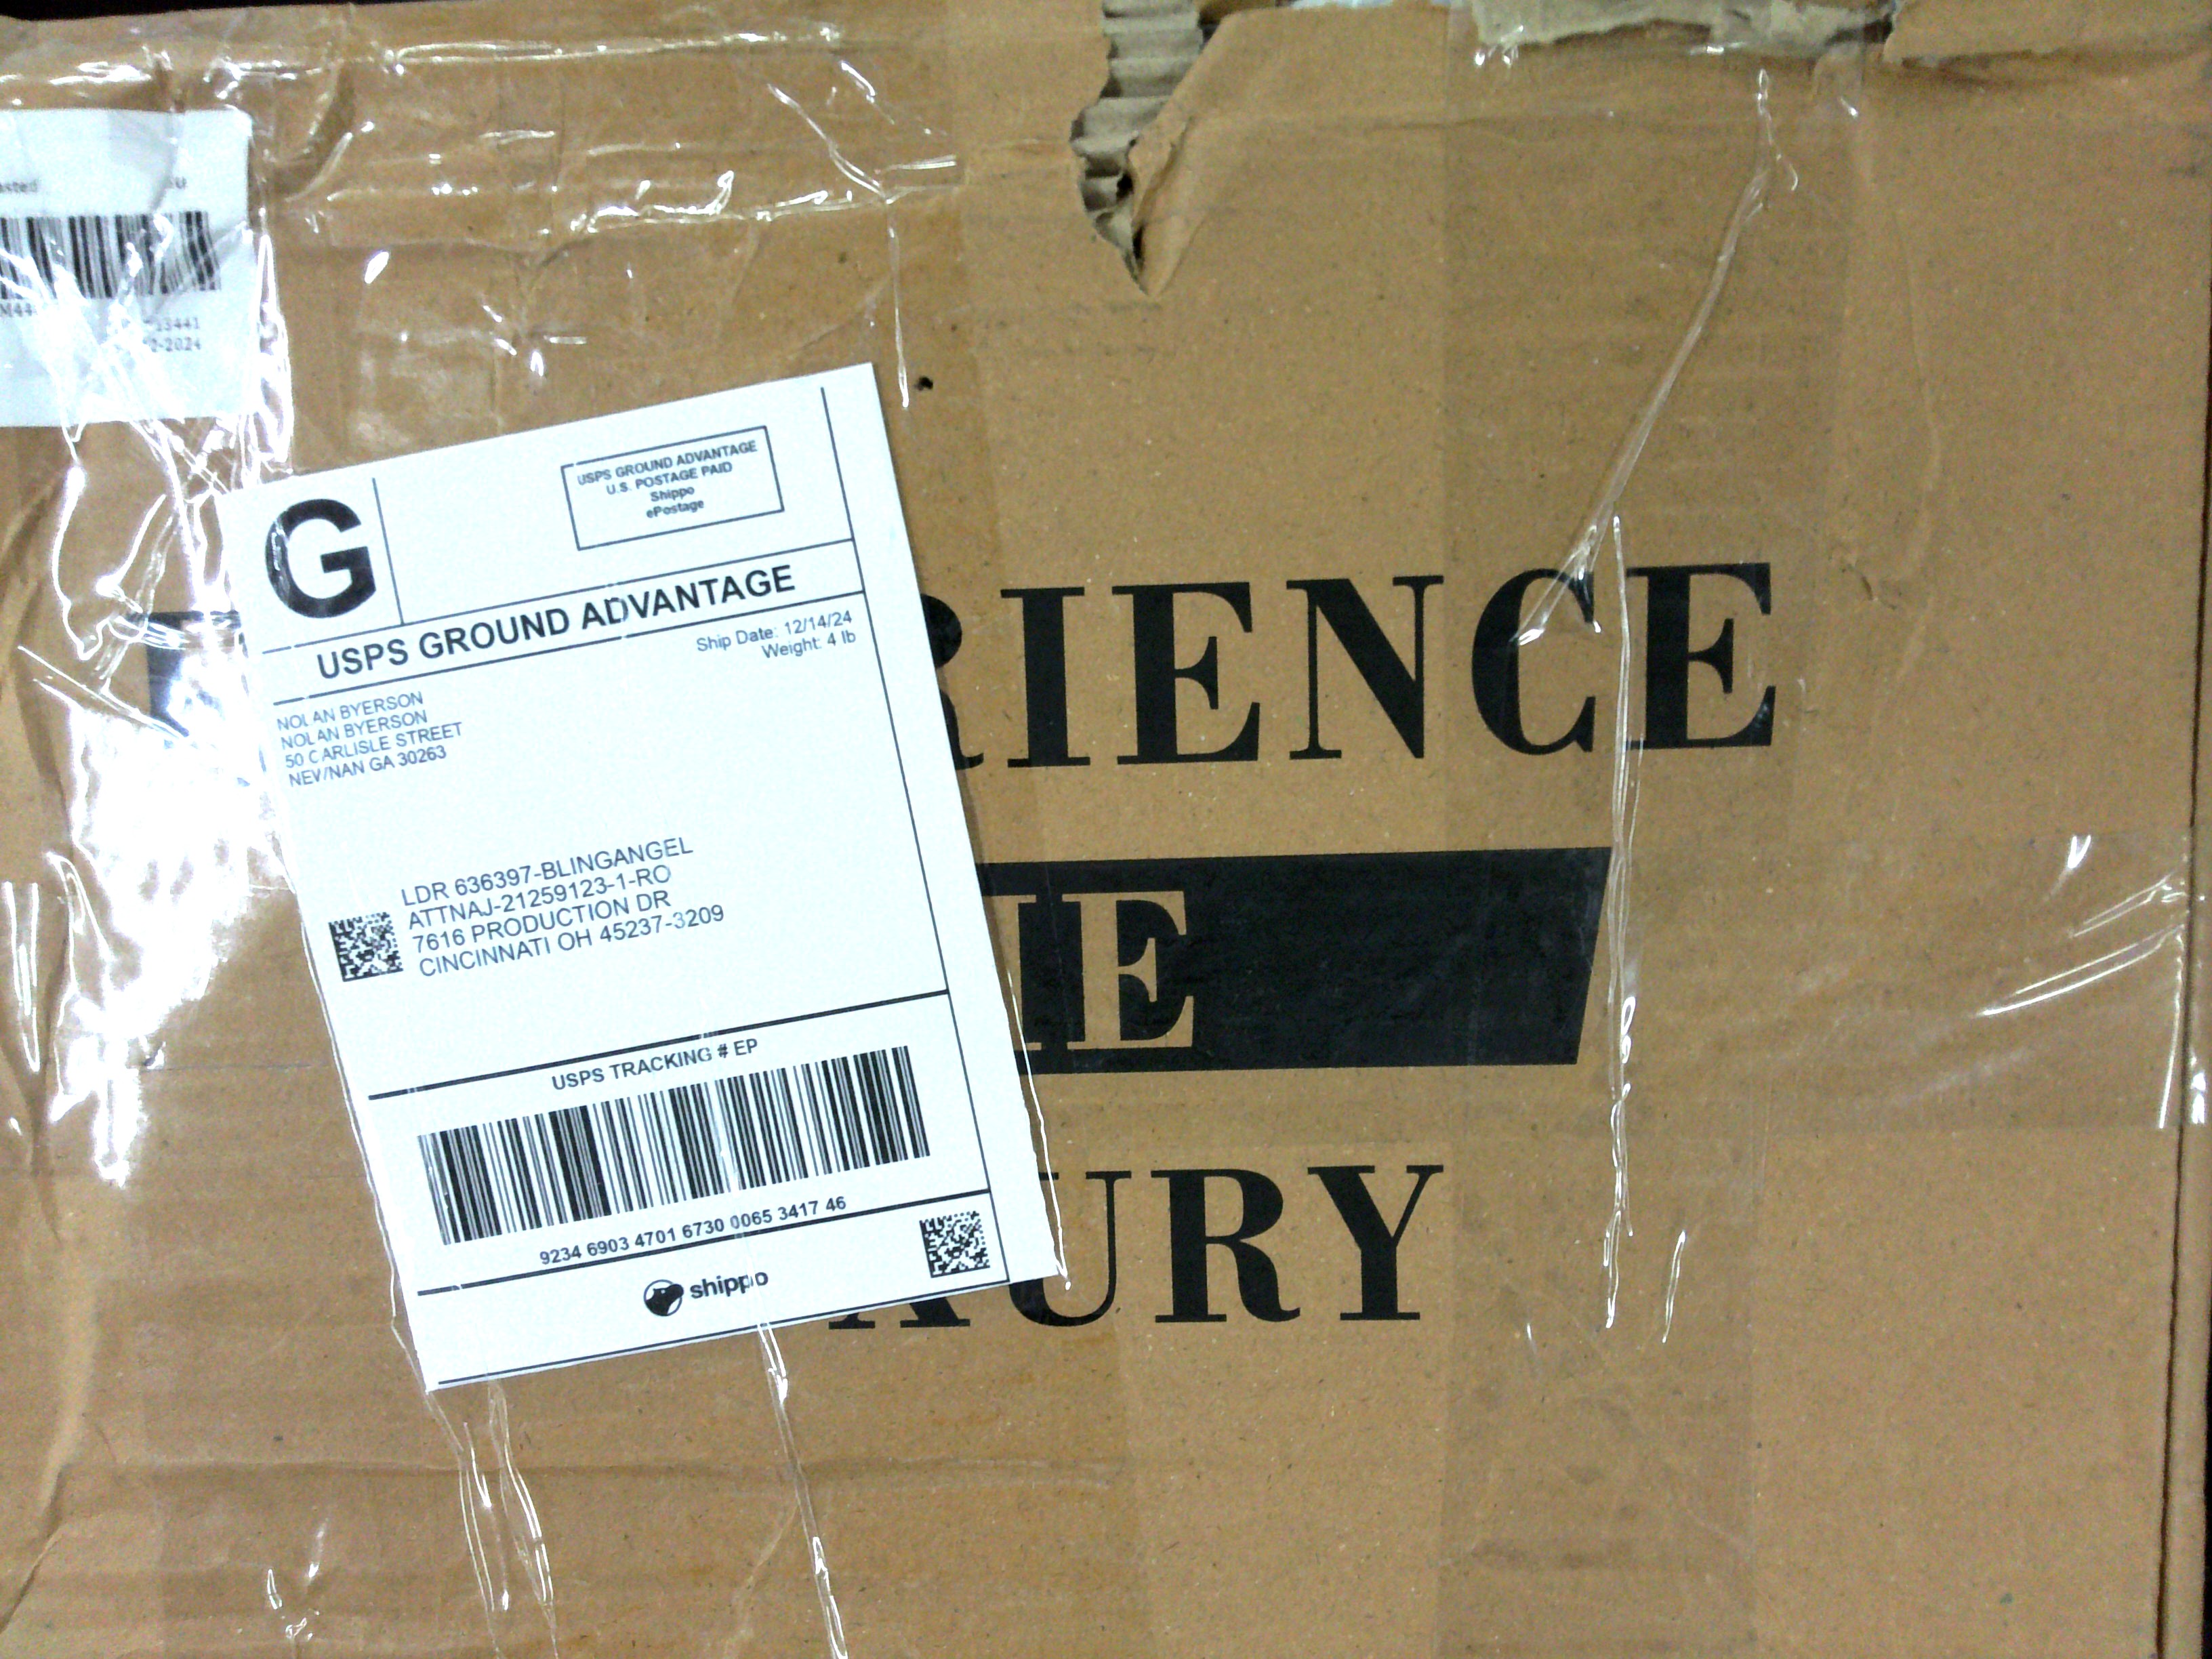 13441
-2024
G
USPS GROUND ADVANTAGE
U.S. POSTAGE PAID
Shippo
ePostage
USPS GROUND ADVANTAGE
Ship Date: 12/14/24
Weight: 4 lb
NOLAN BYERSON
NOLAN BYERSON
50 CARLISLE STREET
NEWNAN GA 30263
LDR 636397-BLINGANGEL
ATTNAJ-21259123-1-RO
7616 PRODUCTION DR
CINCINNATI OH 45237-3209
USPS TRACKING # EP
9234 6903 4701 6730 0065 3417 46
shippo
RIENCE
E
URY